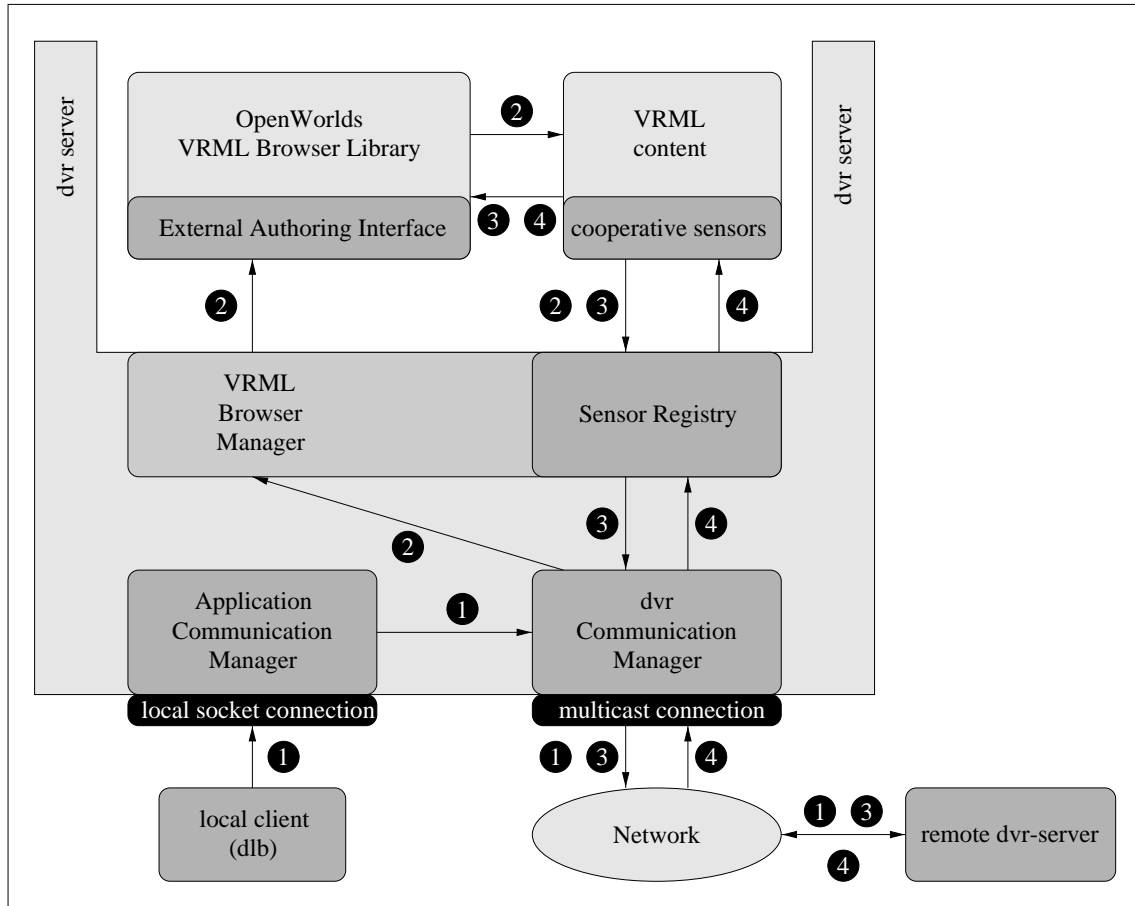 dvr server
OpenWorlds
VRML Browser Library
2
VRML
content
dvr server
3 4
External Authoring Interface
cooperative sensors
2
2 3
4
VRML
Browser
Manager
Sensor Registry
3
4
2
Application
Communication
Manager
1
dvr
Communication
Manager
local socket connection
multicast connection
1
1 3
4
local client
(dlb)
Network
1 3
4
remote dvr-server